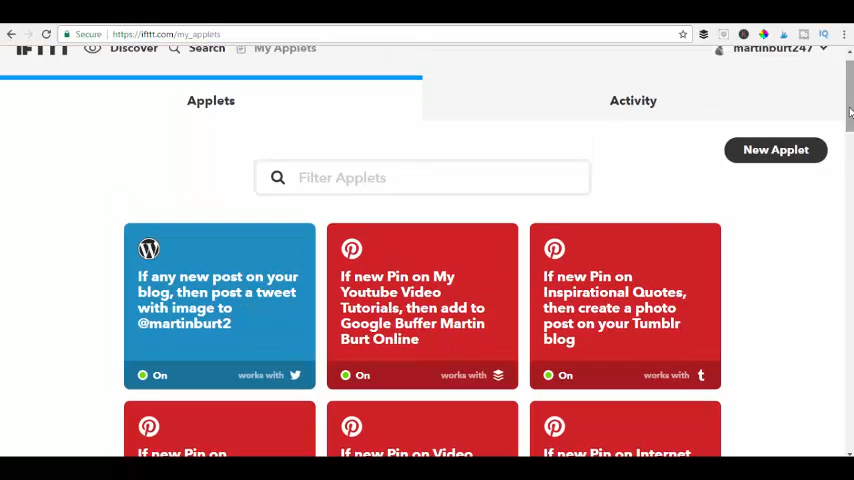 Secure https://ifttt.com/my_applets
IFTTT Discover Search My Applets martinburt247
Applets Activity
New Applet
Filter Applets
If any new post on your
blog, then post a tweet
with image to
@martinburt2
On works with
If new Pin on My
Youtube Video
Tutorials, then add to
Google Buffer Martin
Burt Online
On works with
If new Pin on
Inspirational Quotes,
then create a photo
post on your Tumblr
blog
On works with t
If new Pin on
If new Pin on Video
If new Pin on Internet